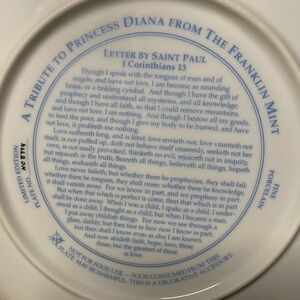 A TRIBUTE TO PRINCESS DIANA FROM THE FRANKLIN MINT
LETTER BY SAINT PAUL
I Corinthians 13
Though I speak with the tongues of men and of
angels, and have not love, I am become as sounding
brass, or a tinkling cymbal. And though I have the gift of
prophecy and understand all mysteries, and all knowledge;
and though I have all faith, so that I could remove mountains,
and have not love, I am nothing. And though I bestow all my goods,
to feed the poor, and though I give my body to be burned, and have
not love, it profiteth me nothing.
Love suffereth long, and is kind; love envieth not; love vaunteth not
itself, is not puffed up, doth not behave itself unseemly, seeketh not her
own, is not easily provoked; thinketh no evil; rejoiceth not in iniquity,
but rejoiceth in the truth; Beareth all things, believeth all things, hopeth
all things, endureth all things.
Love never faileth; but whether there be prophecies, they shall fail;
whether there be tongues, they shall cease; whether there be knowledge,
it shall vanish away. For we know in part, and we prophesy in part
But when that which is perfect is come, then that which is in part
shall be done away. When I was a child, I spake as a child, I under-
stood as a child, I thought as a child; but when I became a man,
I put away childish things. For now we see through a
glass, darkly; but then face to face: now I know in
part; but then shall I know even as also I am known.
And now abideth faith, hope, love, these
three; but the greatest of these
is love.
FINE
PORCELAIN
LIMITED EDITION
PLATE NO.
NOT FOR FOOD USE – FOOD CONSUMED FROM THIS
PLATE MAY BE HARMFUL. THIS IS A DECORATIVE ACCESSORY.